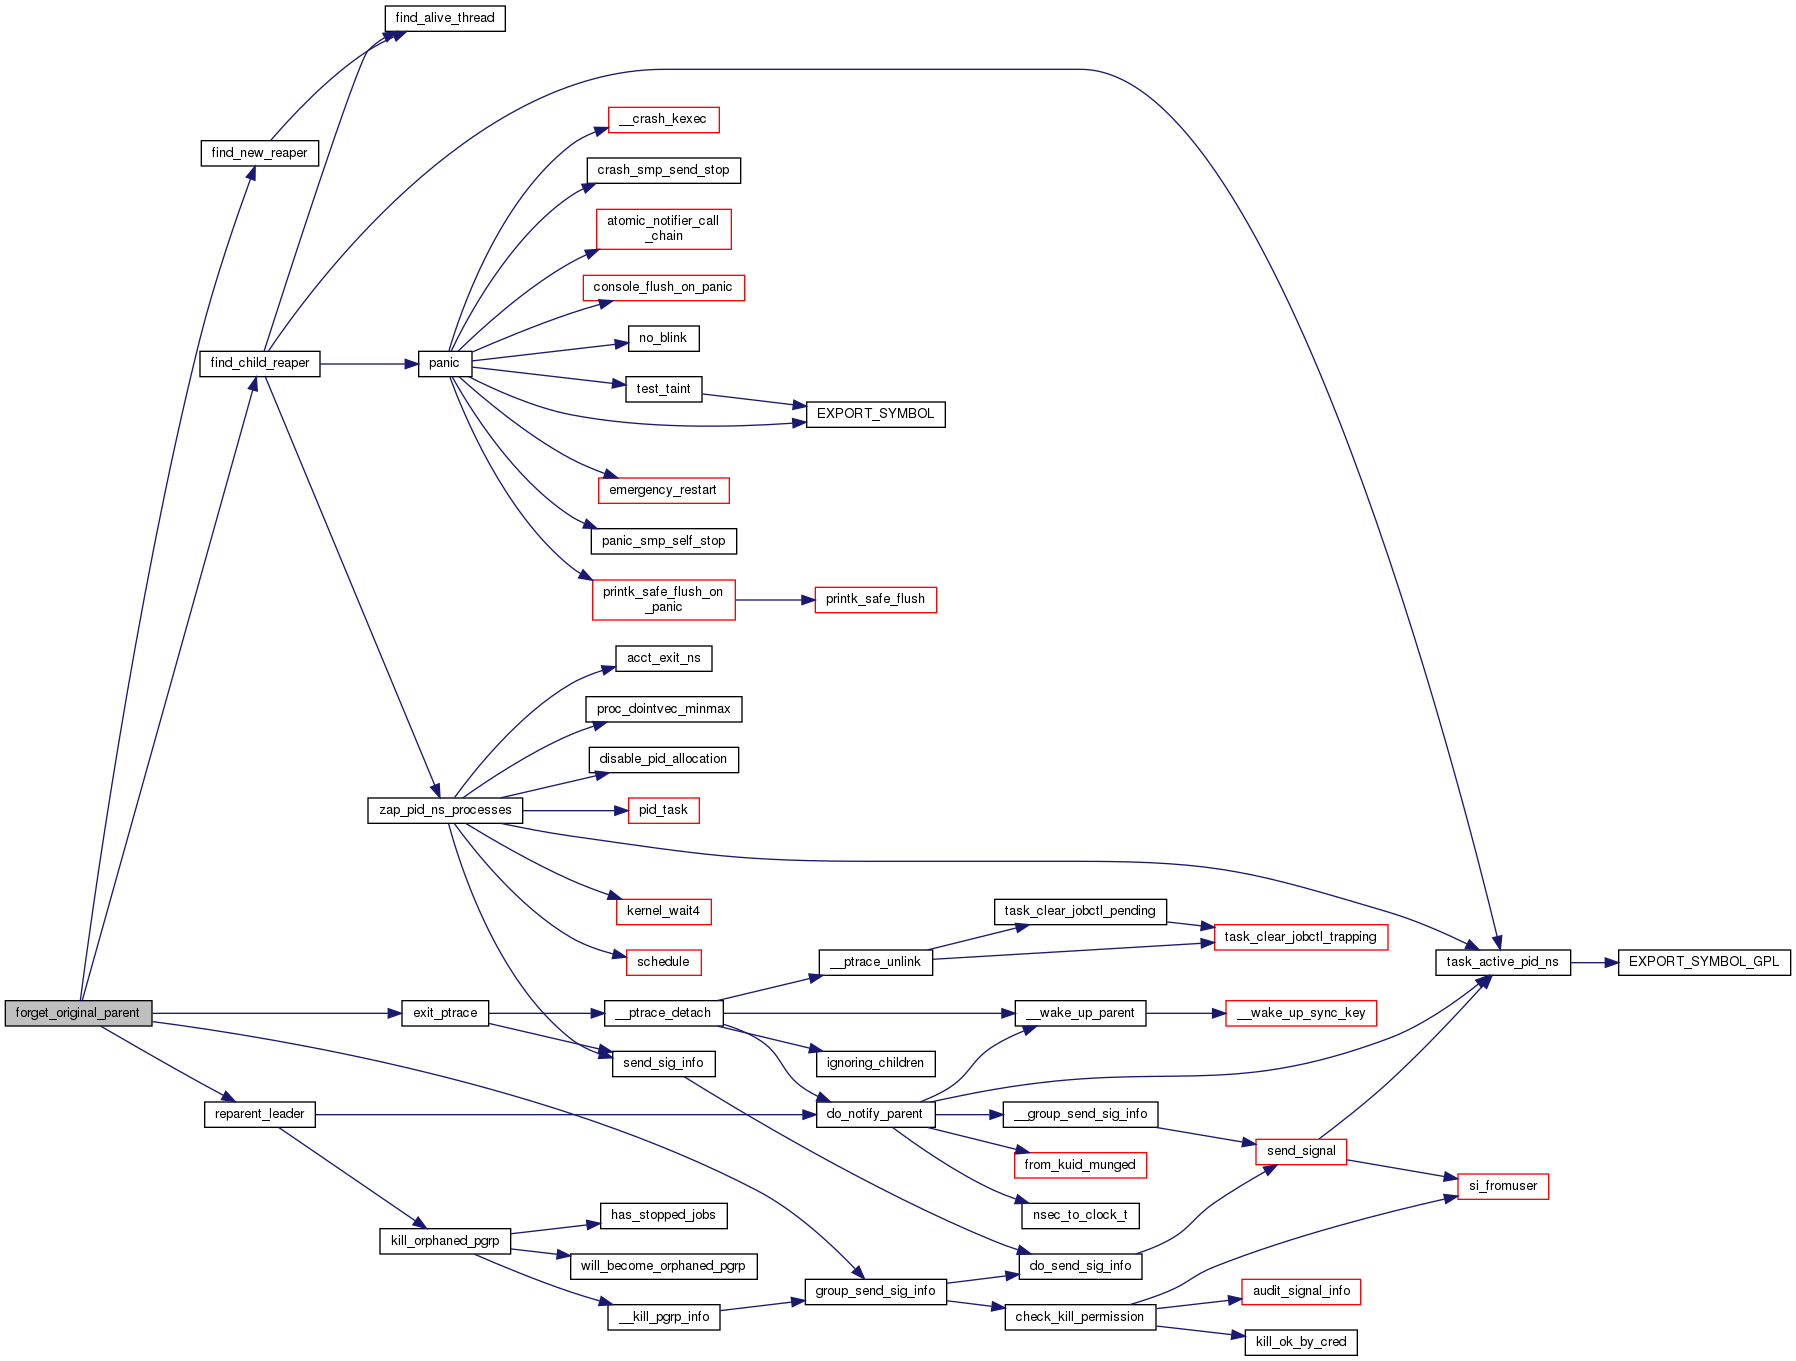 find_alive_thread
__crash_kexec
find_new_reaper
crash_smp_send_stop
atomic_notifier_call
_chain
console_flush_on_panic
no_blink
find_child_reaper
panic
test_taint
EXPORT_SYMBOL
emergency_restart
panic_smp_self_stop
printk_safe_flush_on
_panic
printk_safe_flush
acct_exit_ns
proc_dointvec_minmax
disable_pid_allocation
zap_pid_ns_processes
pid_task
kernel_wait4
task_clear_jobctl_pending
task_clear_jobctl_trapping
schedule
__ptrace_unlink
task_active_pid_ns
EXPORT_SYMBOL_GPL
forget_original_parent
exit_ptrace
__ptrace_detach
__wake_up_parent
__wake_up_sync_key
send_sig_info
ignoring_children
reparent_leader
do_notify_parent
__group_send_sig_info
send_signal
from_kuid_munged
si_fromuser
has_stopped_jobs
nsec_to_clock_t
kill_orphaned_pgrp
will_become_orphaned_pgrp
do_send_sig_info
group_send_sig_info
audit_signal_info
__kill_pgrp_info
check_kill_permission
kill_ok_by_cred